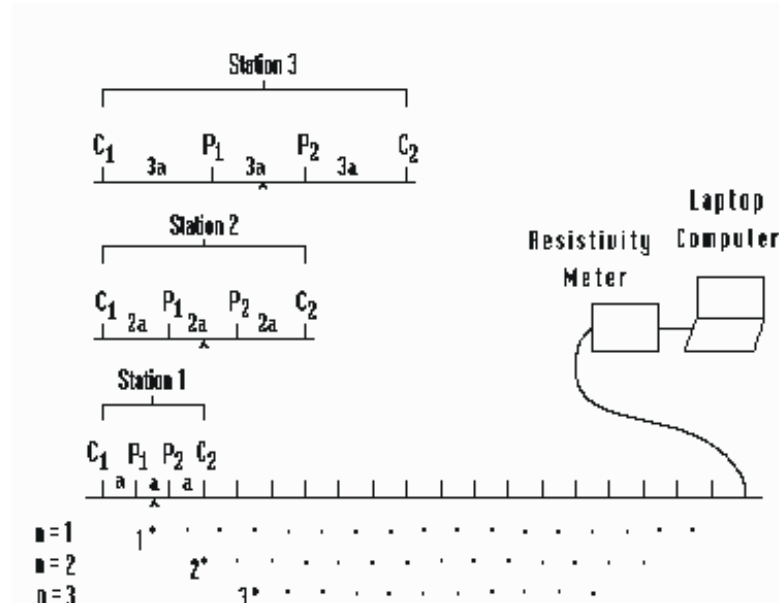 Station 3
C1 P1 P2 C2
3a 3a 3a
Station 2
C1 P1 P2 C2
2a 2a 2a
Resistivity Meter
Laptop Computer
Station 1
C1 P1 P2 C2
a a a
n=1 1
n=2 2
n=3 3